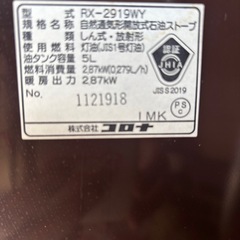 型式 RX-2919WY
規格名称 自然通気形開放式石油ストーブ
種類 しん式・放射形
使用燃料 灯油(JIS1号灯油)
油タンク容量 5L
燃料消費量 2.87kW(0.279L/h)
暖房出力 2.87kW
No. 1121918
IMK
株式会社コロナ
認証
JHIA
JIS S 2019
PS
C